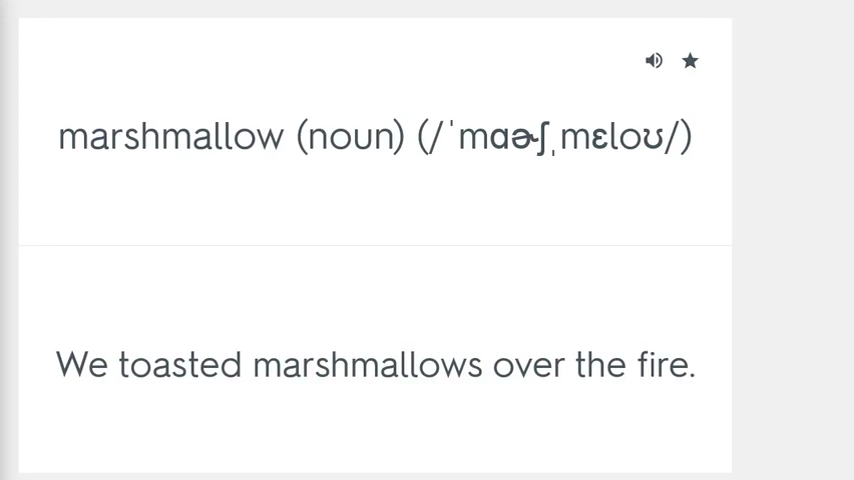 marshmallow (noun) (/ˈmɑɚʃˌmɛloʊ/)
We toasted marshmallows over the fire.